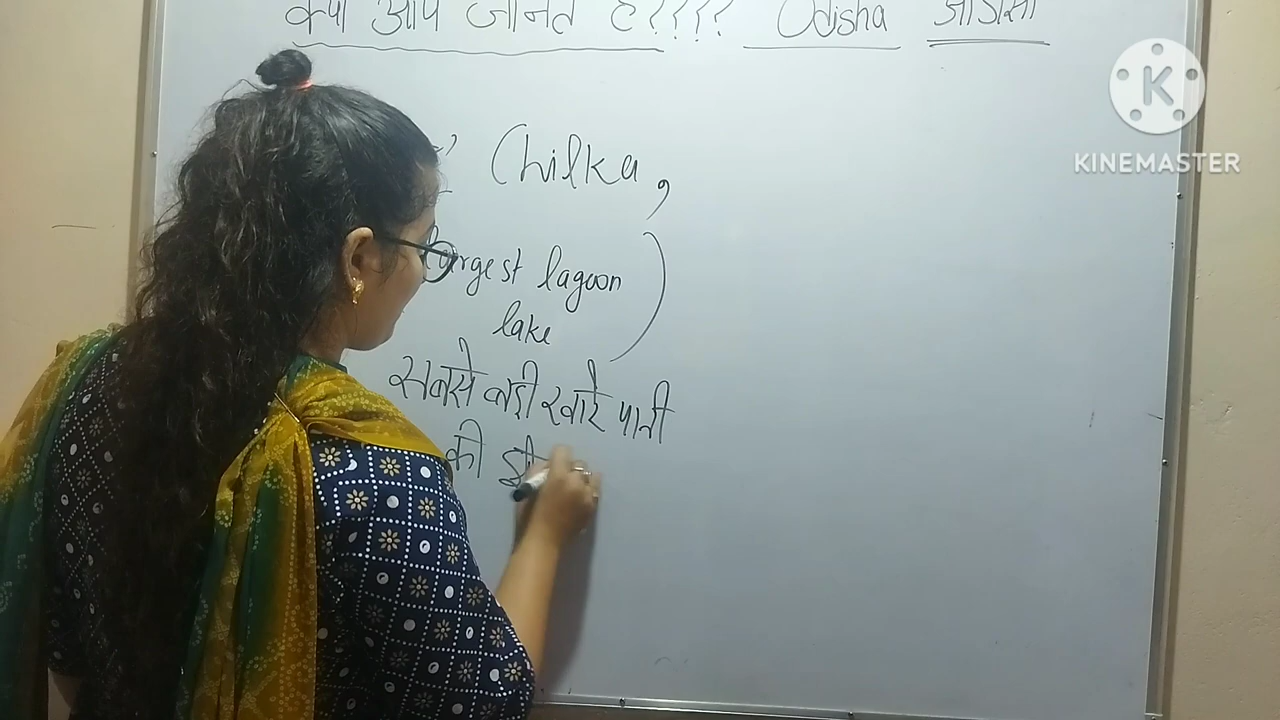 क्या आप जानते है???? Odisha ओडिसा
Chilka,
largest lagoon
lake
सबसे बड़ी खारे पानी
की झी
KINEMASTER